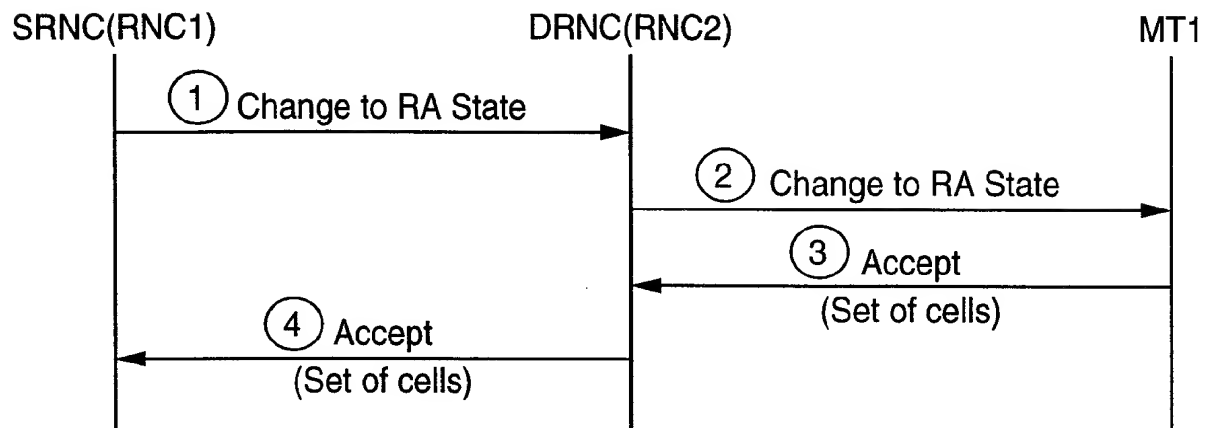 SRNC(RNC1) DRNC(RNC2) MT1
1 Change to RA State
2 Change to RA State
3 Accept
(Set of cells)
4 Accept
(Set of cells)